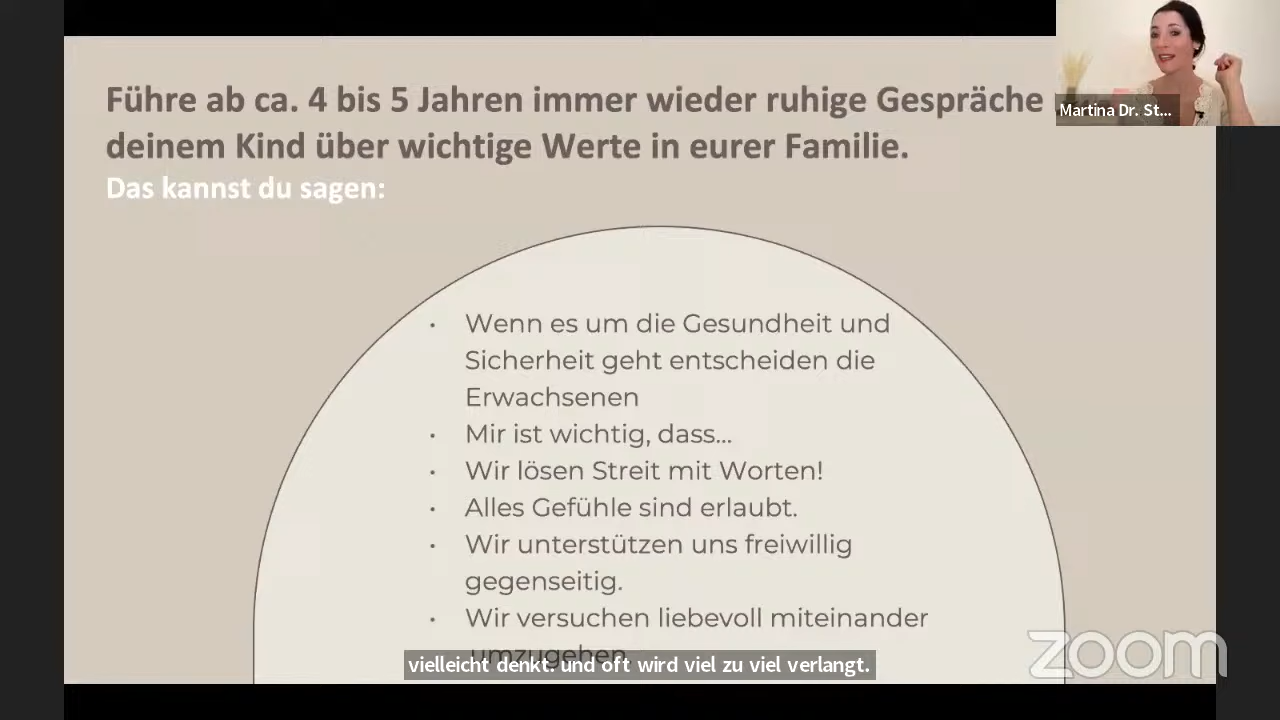 Führe ab ca. 4 bis 5 Jahren immer wieder ruhige Gespräche
deinem Kind über wichtige Werte in eurer Familie.
Das kannst du sagen:
Martina Dr. St...
• Wenn es um die Gesundheit und
Sicherheit geht entscheiden die
Erwachsenen
• Mir ist wichtig, dass...
• Wir lösen Streit mit Worten!
• Alles Gefühle sind erlaubt.
• Wir unterstützen uns freiwillig
gegenseitig.
• Wir versuchen liebevoll miteinander
umzugehen.
vielleicht denkt. und oft wird viel zu viel verlangt.
zoom